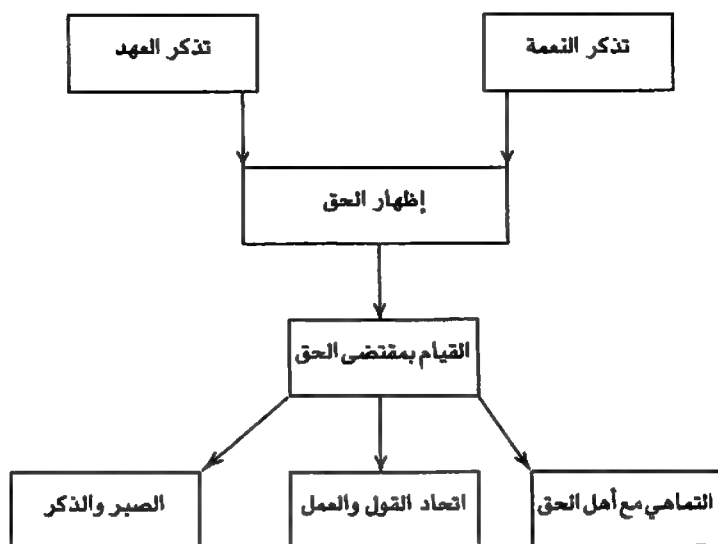 تذكر النعمة
تذكر العهد
إظهار الحق
القيام بمقتضى الحق
التماهي مع أهل الحق
اتحاد القول والعمل
الصبر والذكر